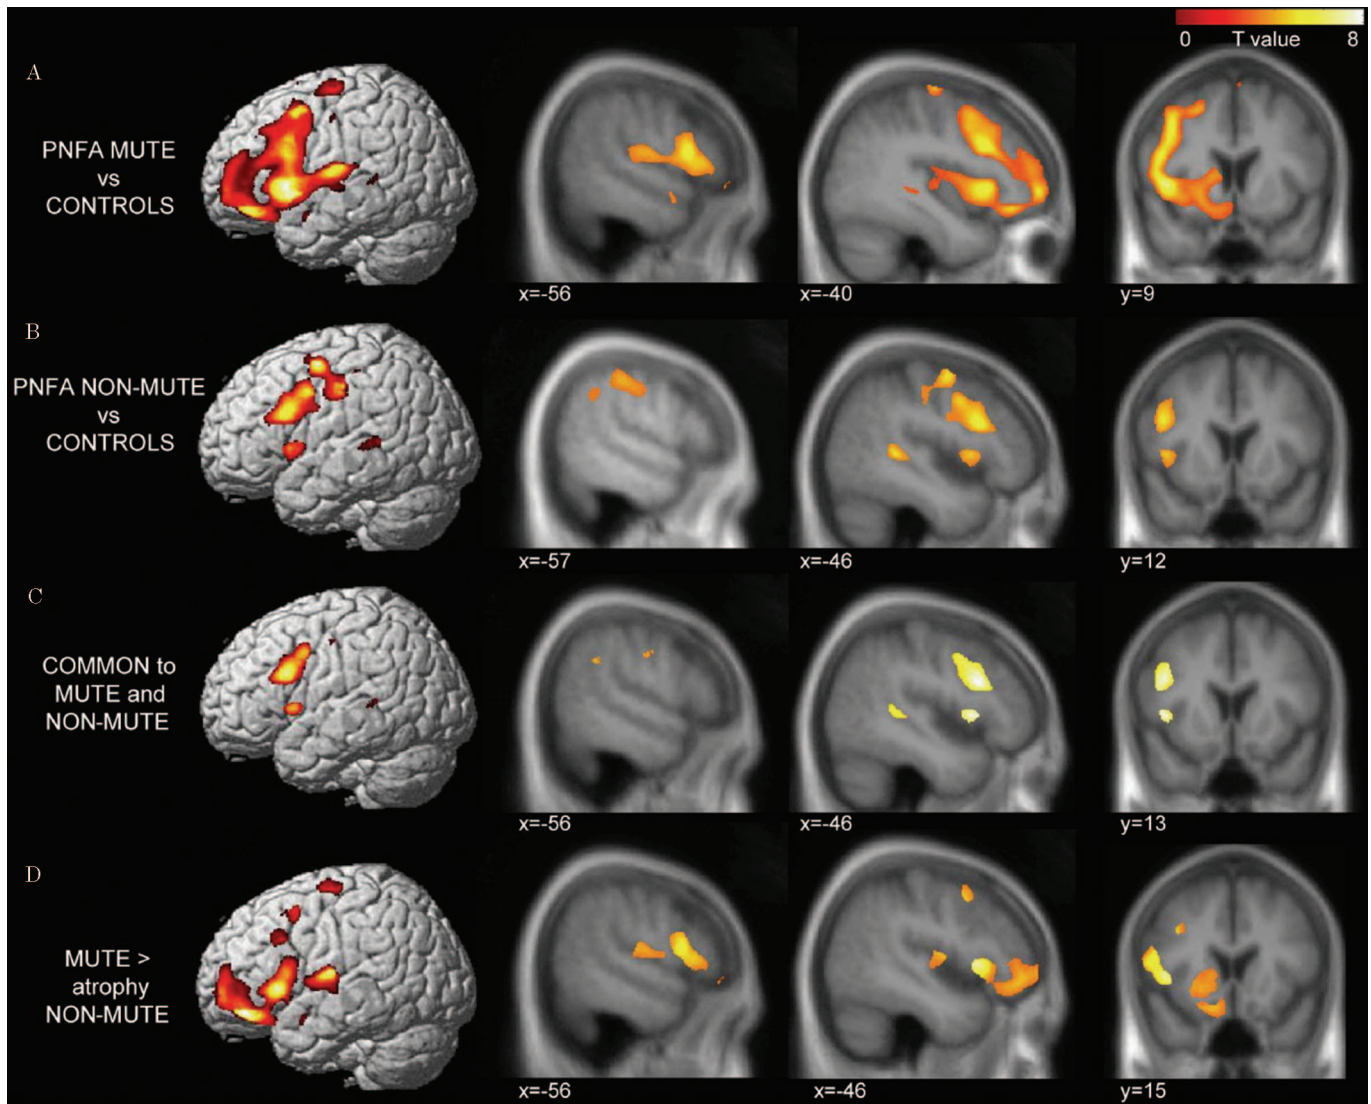 0 T value 8
A
PNFA MUTE
vs
CONTROLS
x=-56
x=-40
y=9
B
PNFA NON-MUTE
vs
CONTROLS
x=-57
x=-46
y=12
C
COMMON to
MUTE and
NON-MUTE
x=-56
x=-46
y=13
D
MUTE >
atrophy
NON-MUTE
x=-56
x=-46
y=15